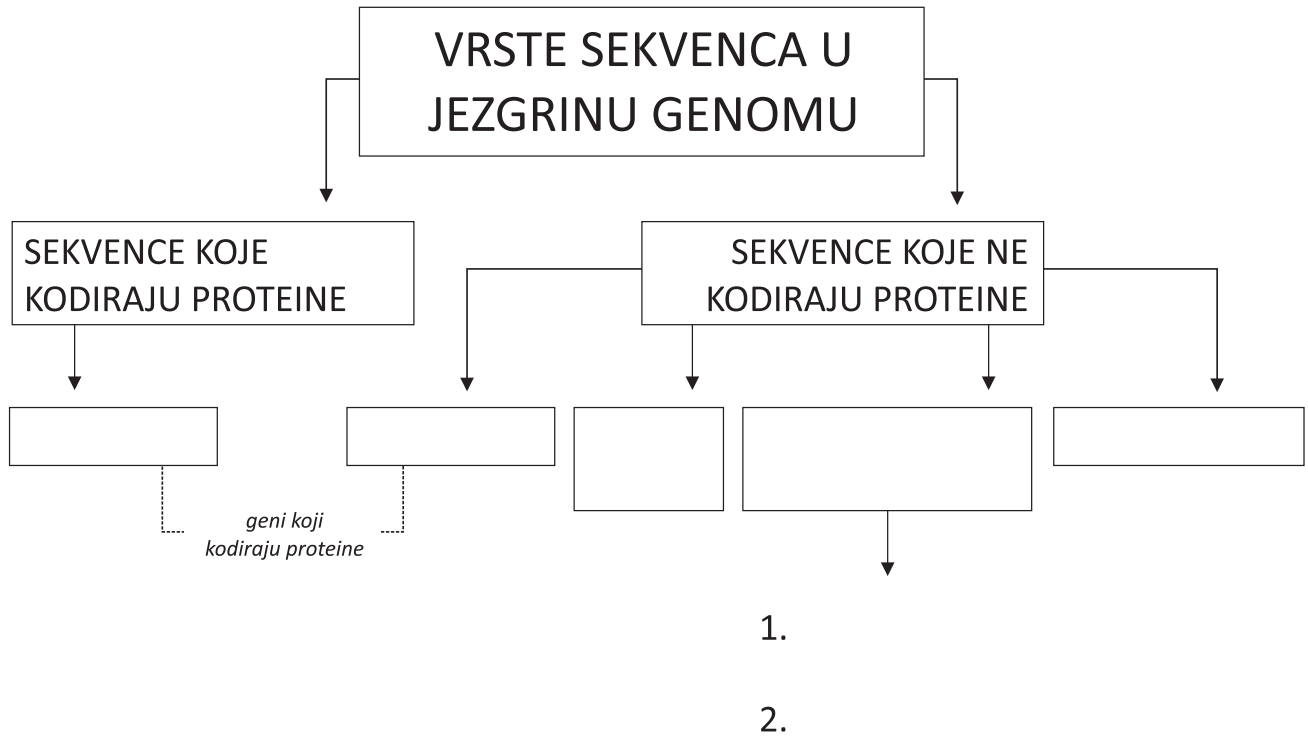 VRSTE SEKVENCA U
JEZGRINU GENOMU
SEKVENCE KOJE
KODIRAJU PROTEINE
SEKVENCE KOJE NE
KODIRAJU PROTEINE
geni koji
kodiraju proteine
1.
2.